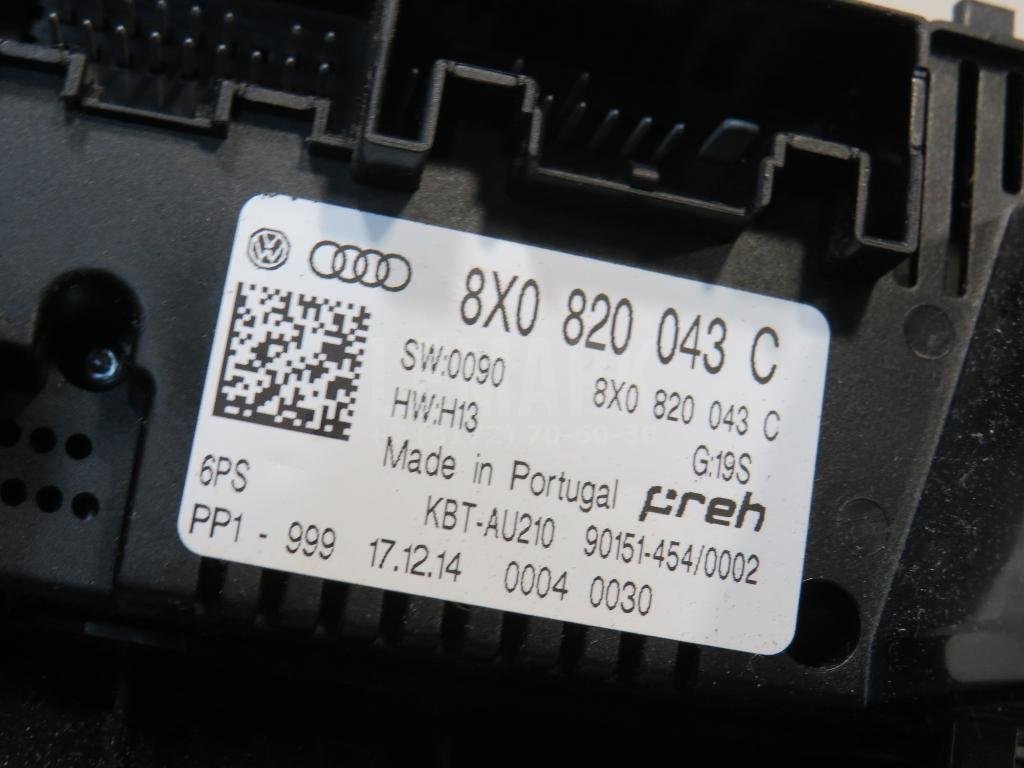 8X0 820 043 C
SW:0090
8X0 820 043 C
HW:H13
G:19S
Made in Portugal preh
6PS
KBT-AU210 90151-454/0002
PP1 - 999 17.12.14 0004 0030